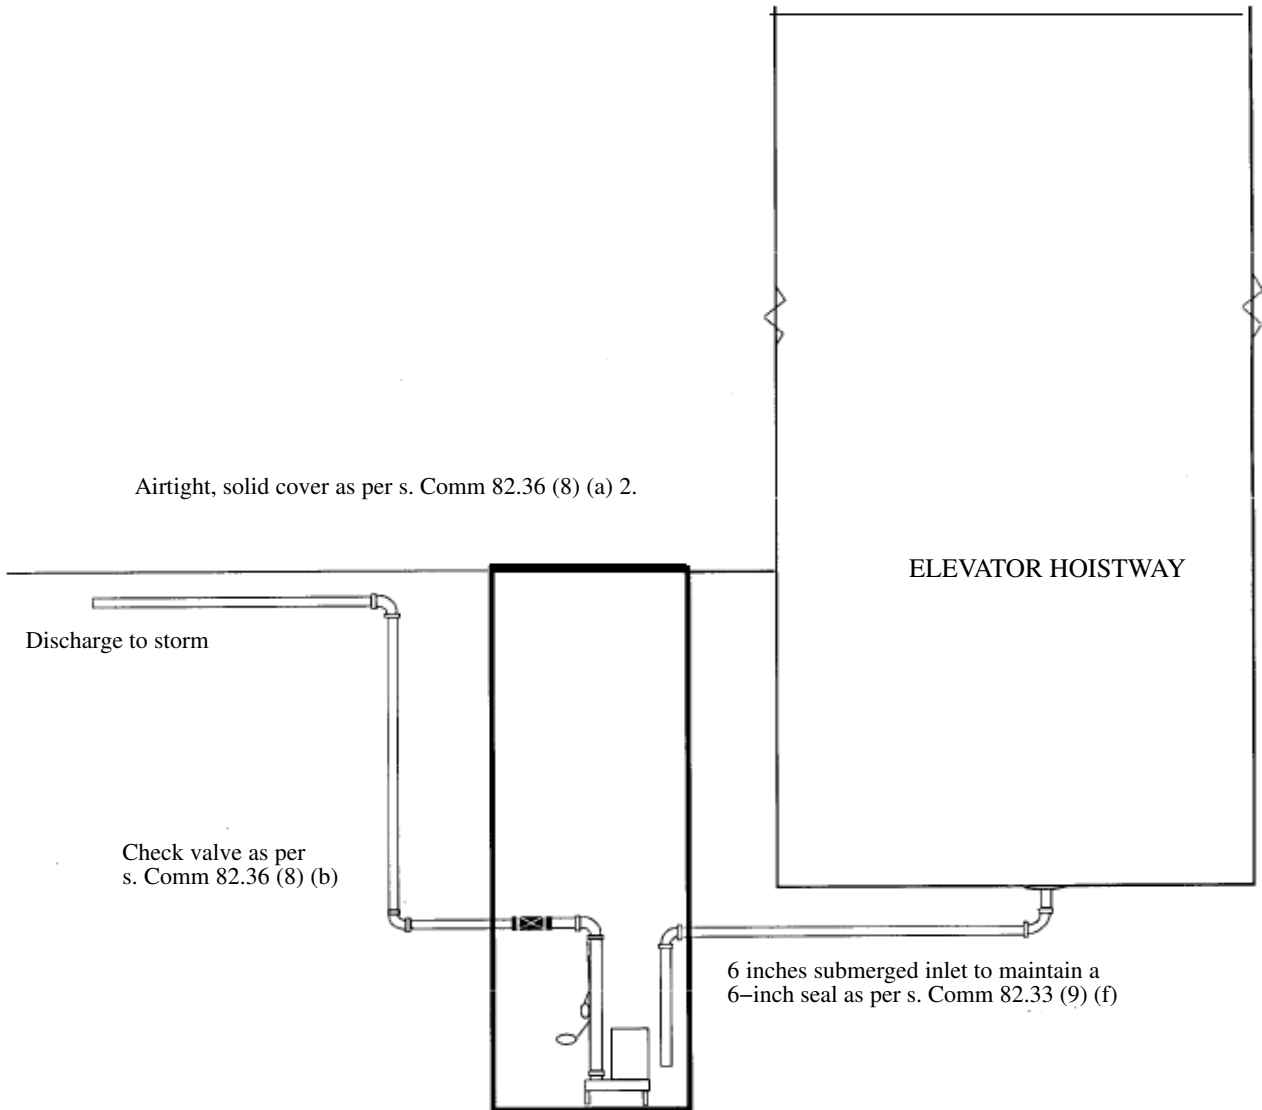 Airtight, solid cover as per s. Comm 82.36 (8) (a) 2.
ELEVATOR HOISTWAY
Discharge to storm
Check valve as per
s. Comm 82.36 (8) (b)
6 inches submerged inlet to maintain a
6−inch seal as per s. Comm 82.33 (9) (f)